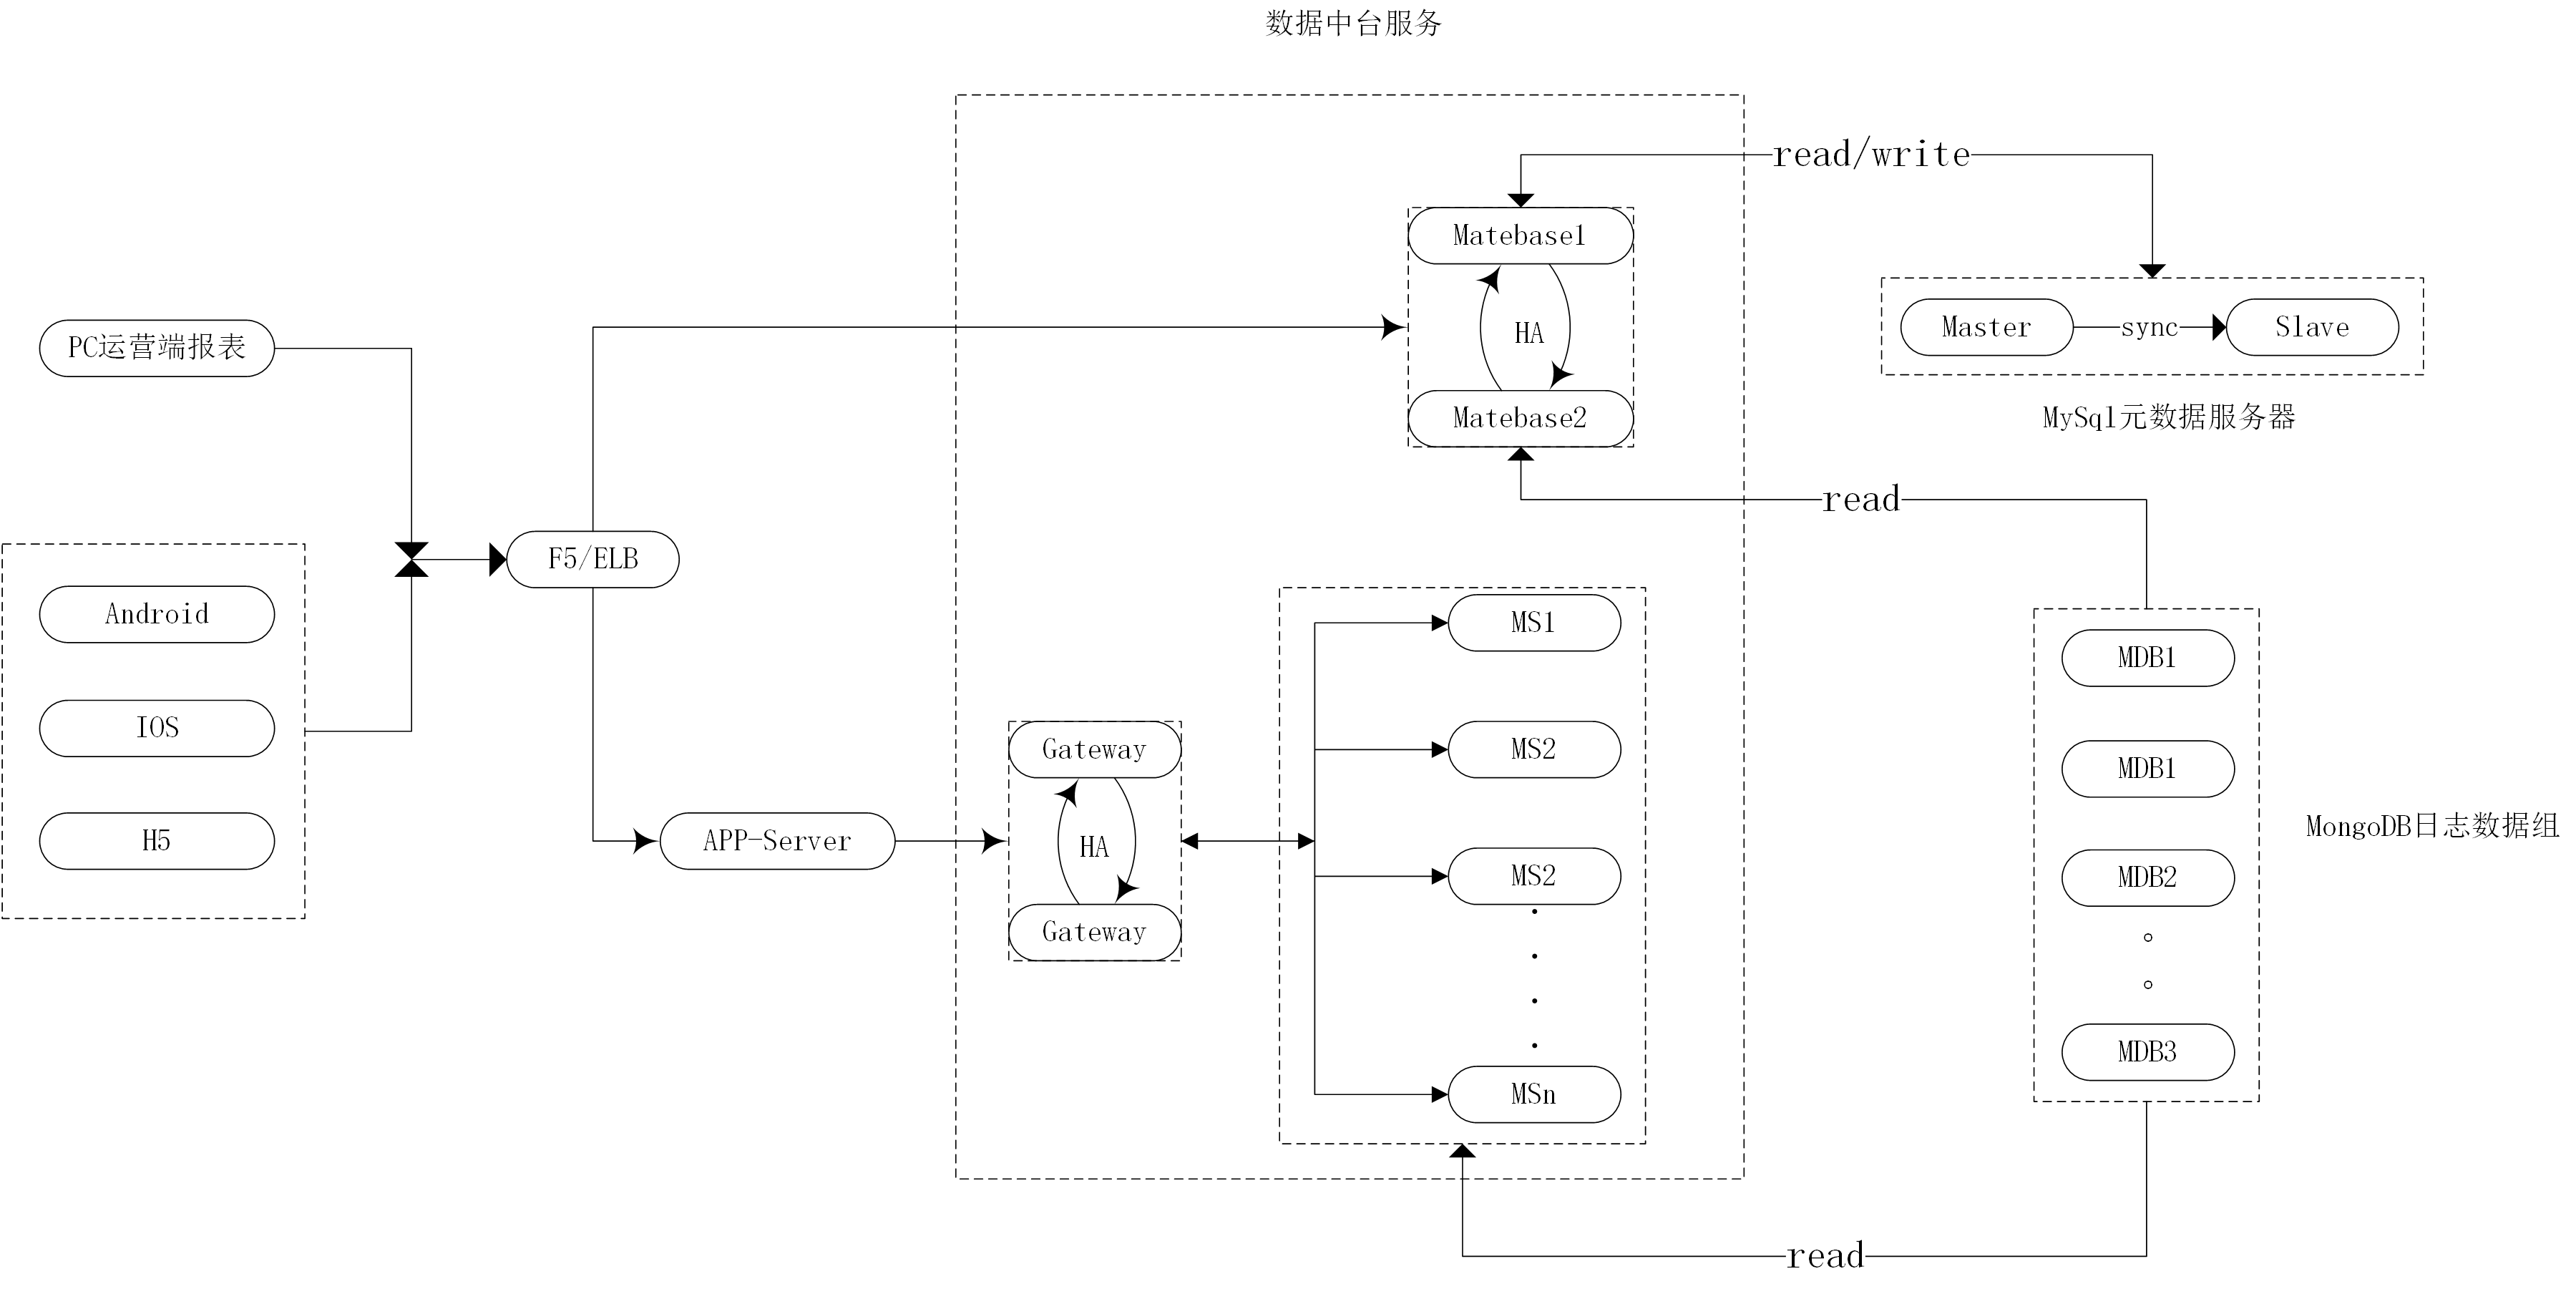 数据中台服务
read/write
Matebase1
HA
Matebase2
Master
sync
Slave
MySql元数据服务器
PC运营端报表
F5/ELB
read
Android
IOS
H5
APP-Server
Gateway
HA
Gateway
MS1
MS2
MS2
MSn
MDB1
MDB1
MDB2
MDB3
MongoDB日志数据组
read